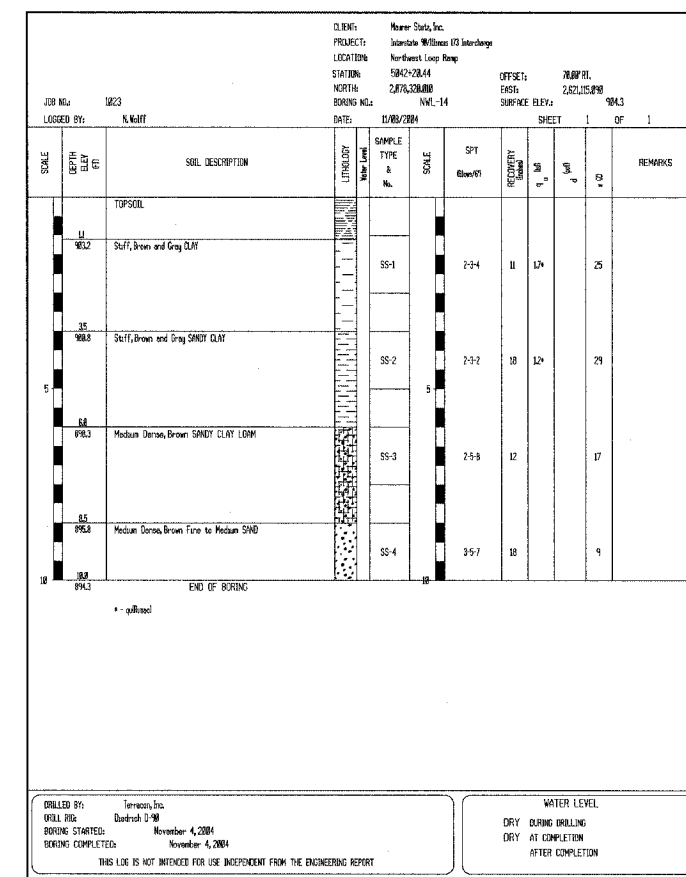 CLIENT: Maurer Stutz, Inc.
PROJECT: Interstate 90/Illinois 173 Interchange
LOCATION: Northwest Loop Ramp
STATION: 5042+20.44 OFFSET: 70.00' RT.
NORTH: 2,078,320.010 EAST: 2,621,115.090
JOB NO.: 1023 BORING NO.: NWL-14 SURFACE ELEV.: 904.3
LOGGED BY: N. Wolff DATE: 11/08/2004 SHEET 1 OF 1
SCALE DEPTH ELEV (FT) SOIL DESCRIPTION LITHOLOGY Water Level SAMPLE TYPE & No. SCALE SPT (Blows/6") RECOVERY (inches) q u (tsf) d (pcf) w (%) REMARKS
TOPSOIL
1.1
903.2 Stiff, Brown and Gray CLAY
SS-1 2-3-4 11 1.7* 25
3.5
900.8 Stiff, Brown and Gray SANDY CLAY
SS-2 2-3-2 18 1.2* 29
5 5
6.0
898.3 Medium Dense, Brown SANDY CLAY LOAM
SS-3 2-5-8 12 17
8.5
895.8 Medium Dense, Brown Fine to Medium SAND
SS-4 3-5-7 18 9
10 10.0 10
894.3 END OF BORING
DRILLED BY: Terracon, Inc.
DRILL RIG: Diedrich D-90
BORING STARTED: November 4, 2004
BORING COMPLETED: November 4, 2004
THIS LOG IS NOT INTENDED FOR USE INDEPENDENT FROM THE ENGINEERING REPORT
WATER LEVEL
DRY DURING DRILLING
DRY AT COMPLETION
AFTER COMPLETION